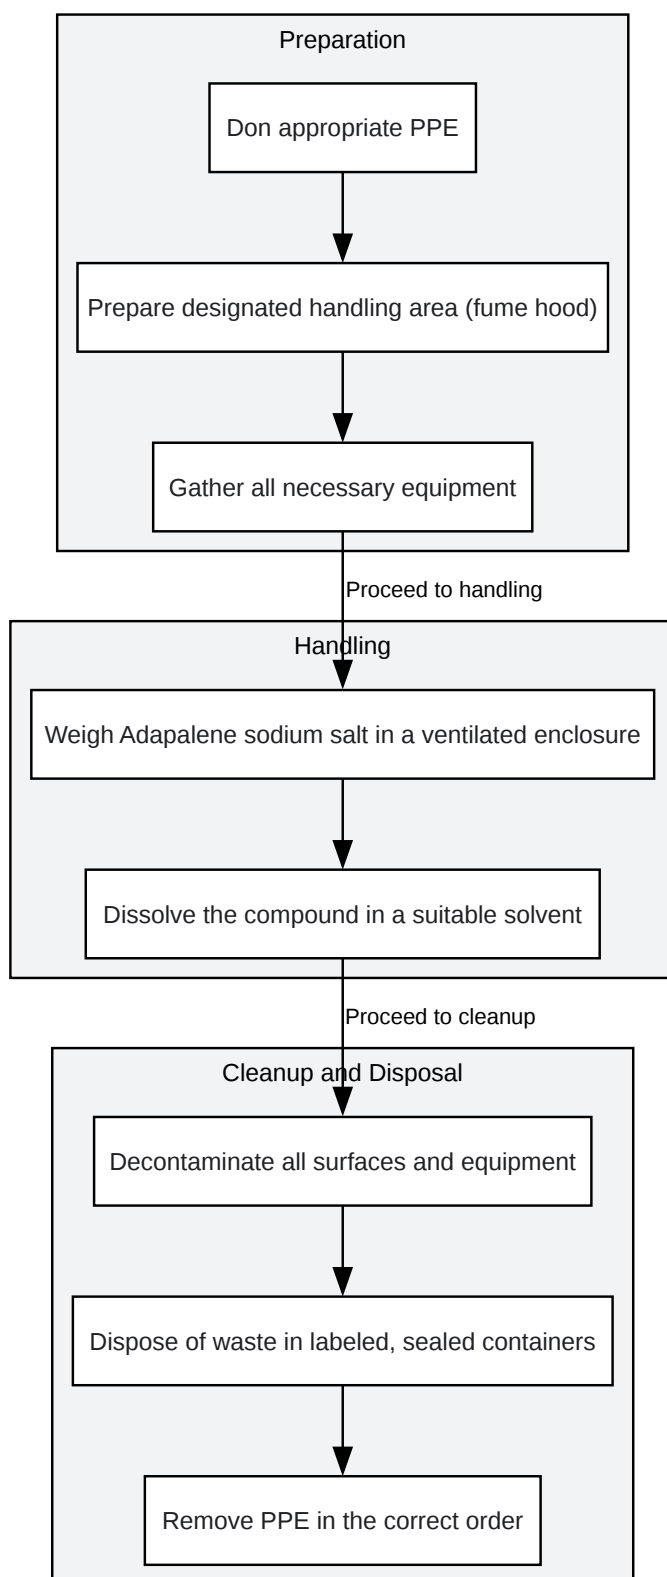 Preparation
Don appropriate PPE
Prepare designated handling area (fume hood)
Gather all necessary equipment
Proceed to handling
Handling
Weigh Adapalene sodium salt in a ventilated enclosure
Dissolve the compound in a suitable solvent
Proceed to cleanup
Cleanup and Disposal
Decontaminate all surfaces and equipment
Dispose of waste in labeled, sealed containers
Remove PPE in the correct order